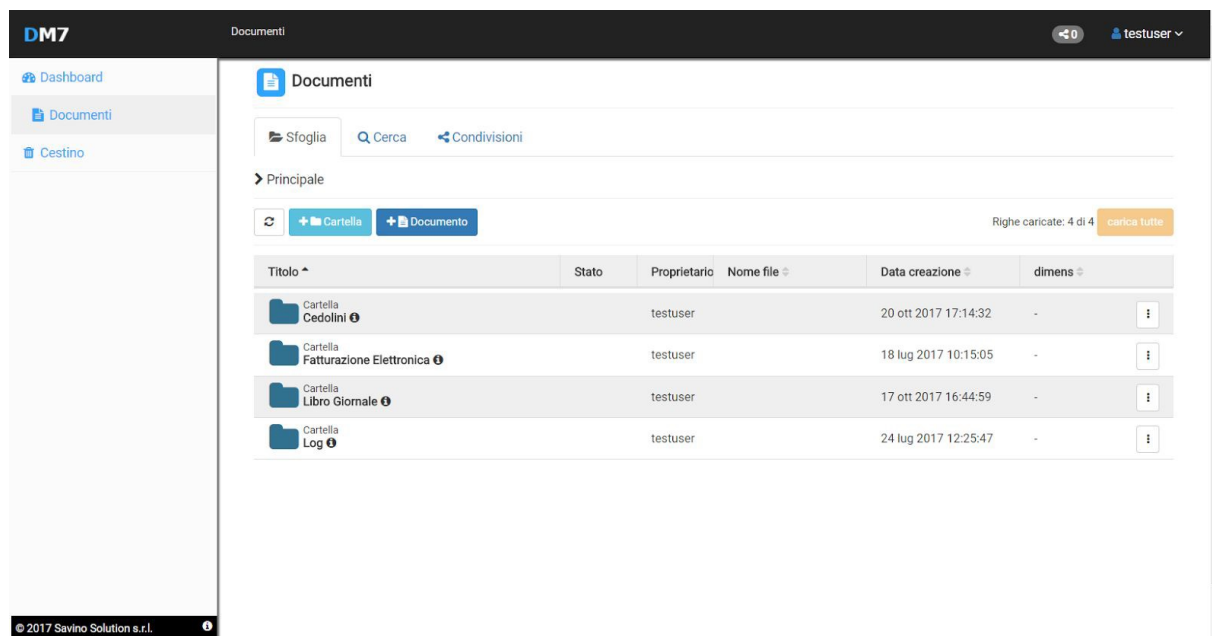 DM7
Documenti
0
testuser
Dashboard
Documenti
Cestino
Documenti
Sfoglia Cerca Condivisioni
Principale
+ Cartella + Documento
Righe caricate: 4 di 4 carica tutte
Titolo Stato Proprietario Nome file Data creazione dimens
Cartella
Cedolini testuser 20 ott 2017 17:14:32 -
Cartella
Fatturazione Elettronica testuser 18 lug 2017 10:15:05 -
Cartella
Libro Giornale testuser 17 ott 2017 16:44:59 -
Cartella
Log testuser 24 lug 2017 12:25:47 -
© 2017 Savino Solution s.r.l.